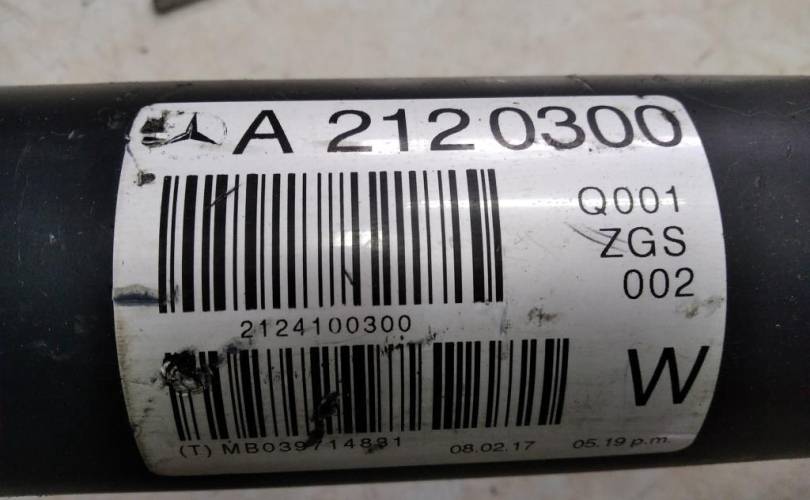 A 2120300
Q001
ZGS
002
2124100300
W
(T) MB039714831 08.02.17 05.19 p.m.